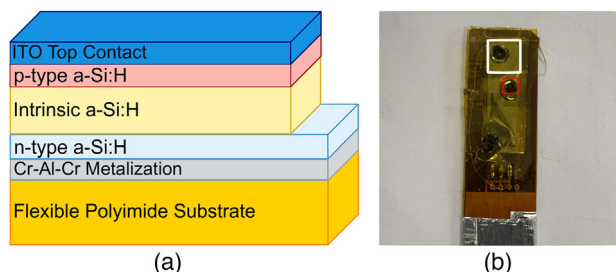 ITO Top Contact
p-type a-Si:H
Intrinsic a-Si:H
n-type a-Si:H
Cr-Al-Cr Metalization
Flexible Polyimide Substrate
(a)
(b)